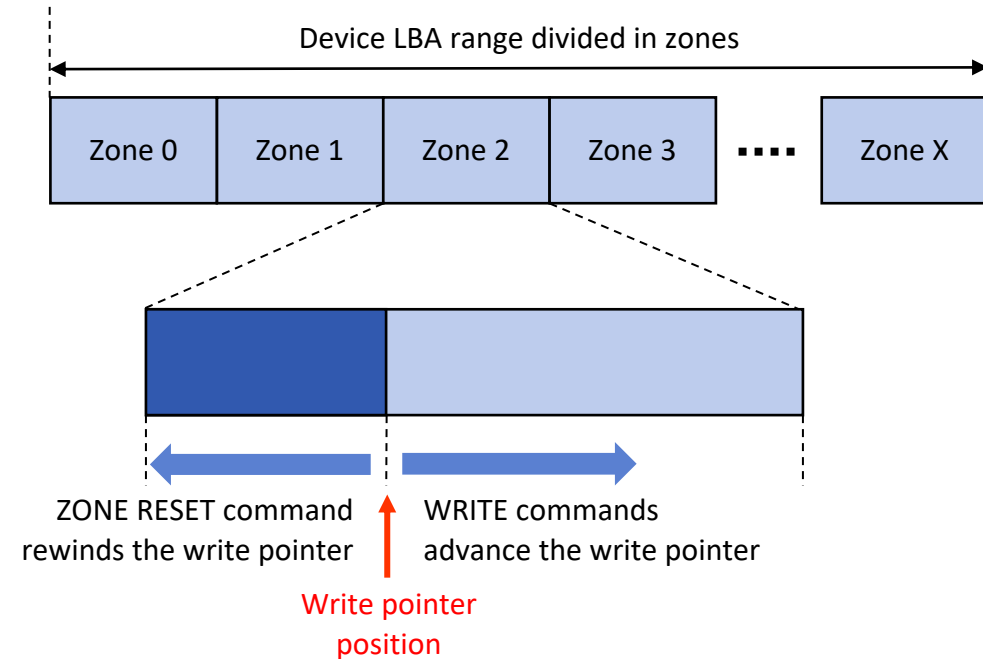 Device LBA range divided in zones
Zone 0
Zone 1
Zone 2
Zone 3
....
Zone X
ZONE RESET command
rewinds the write pointer
WRITE commands
advance the write pointer
Write pointer
position